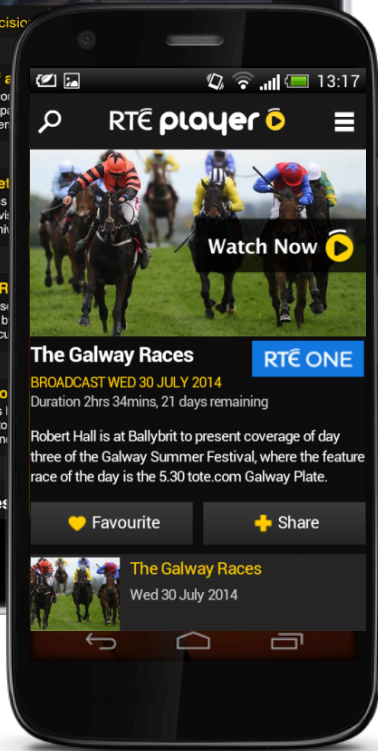 13:17
RTÉ player
Watch Now
The Galway Races
RTÉ ONE
BROADCAST WED 30 JULY 2014
Duration 2hrs 34mins, 21 days remaining
Robert Hall is at Ballybrit to present coverage of day
three of the Galway Summer Festival, where the feature
race of the day is the 5.30 tote.com Galway Plate.
Favourite
Share
The Galway Races
Wed 30 July 2014